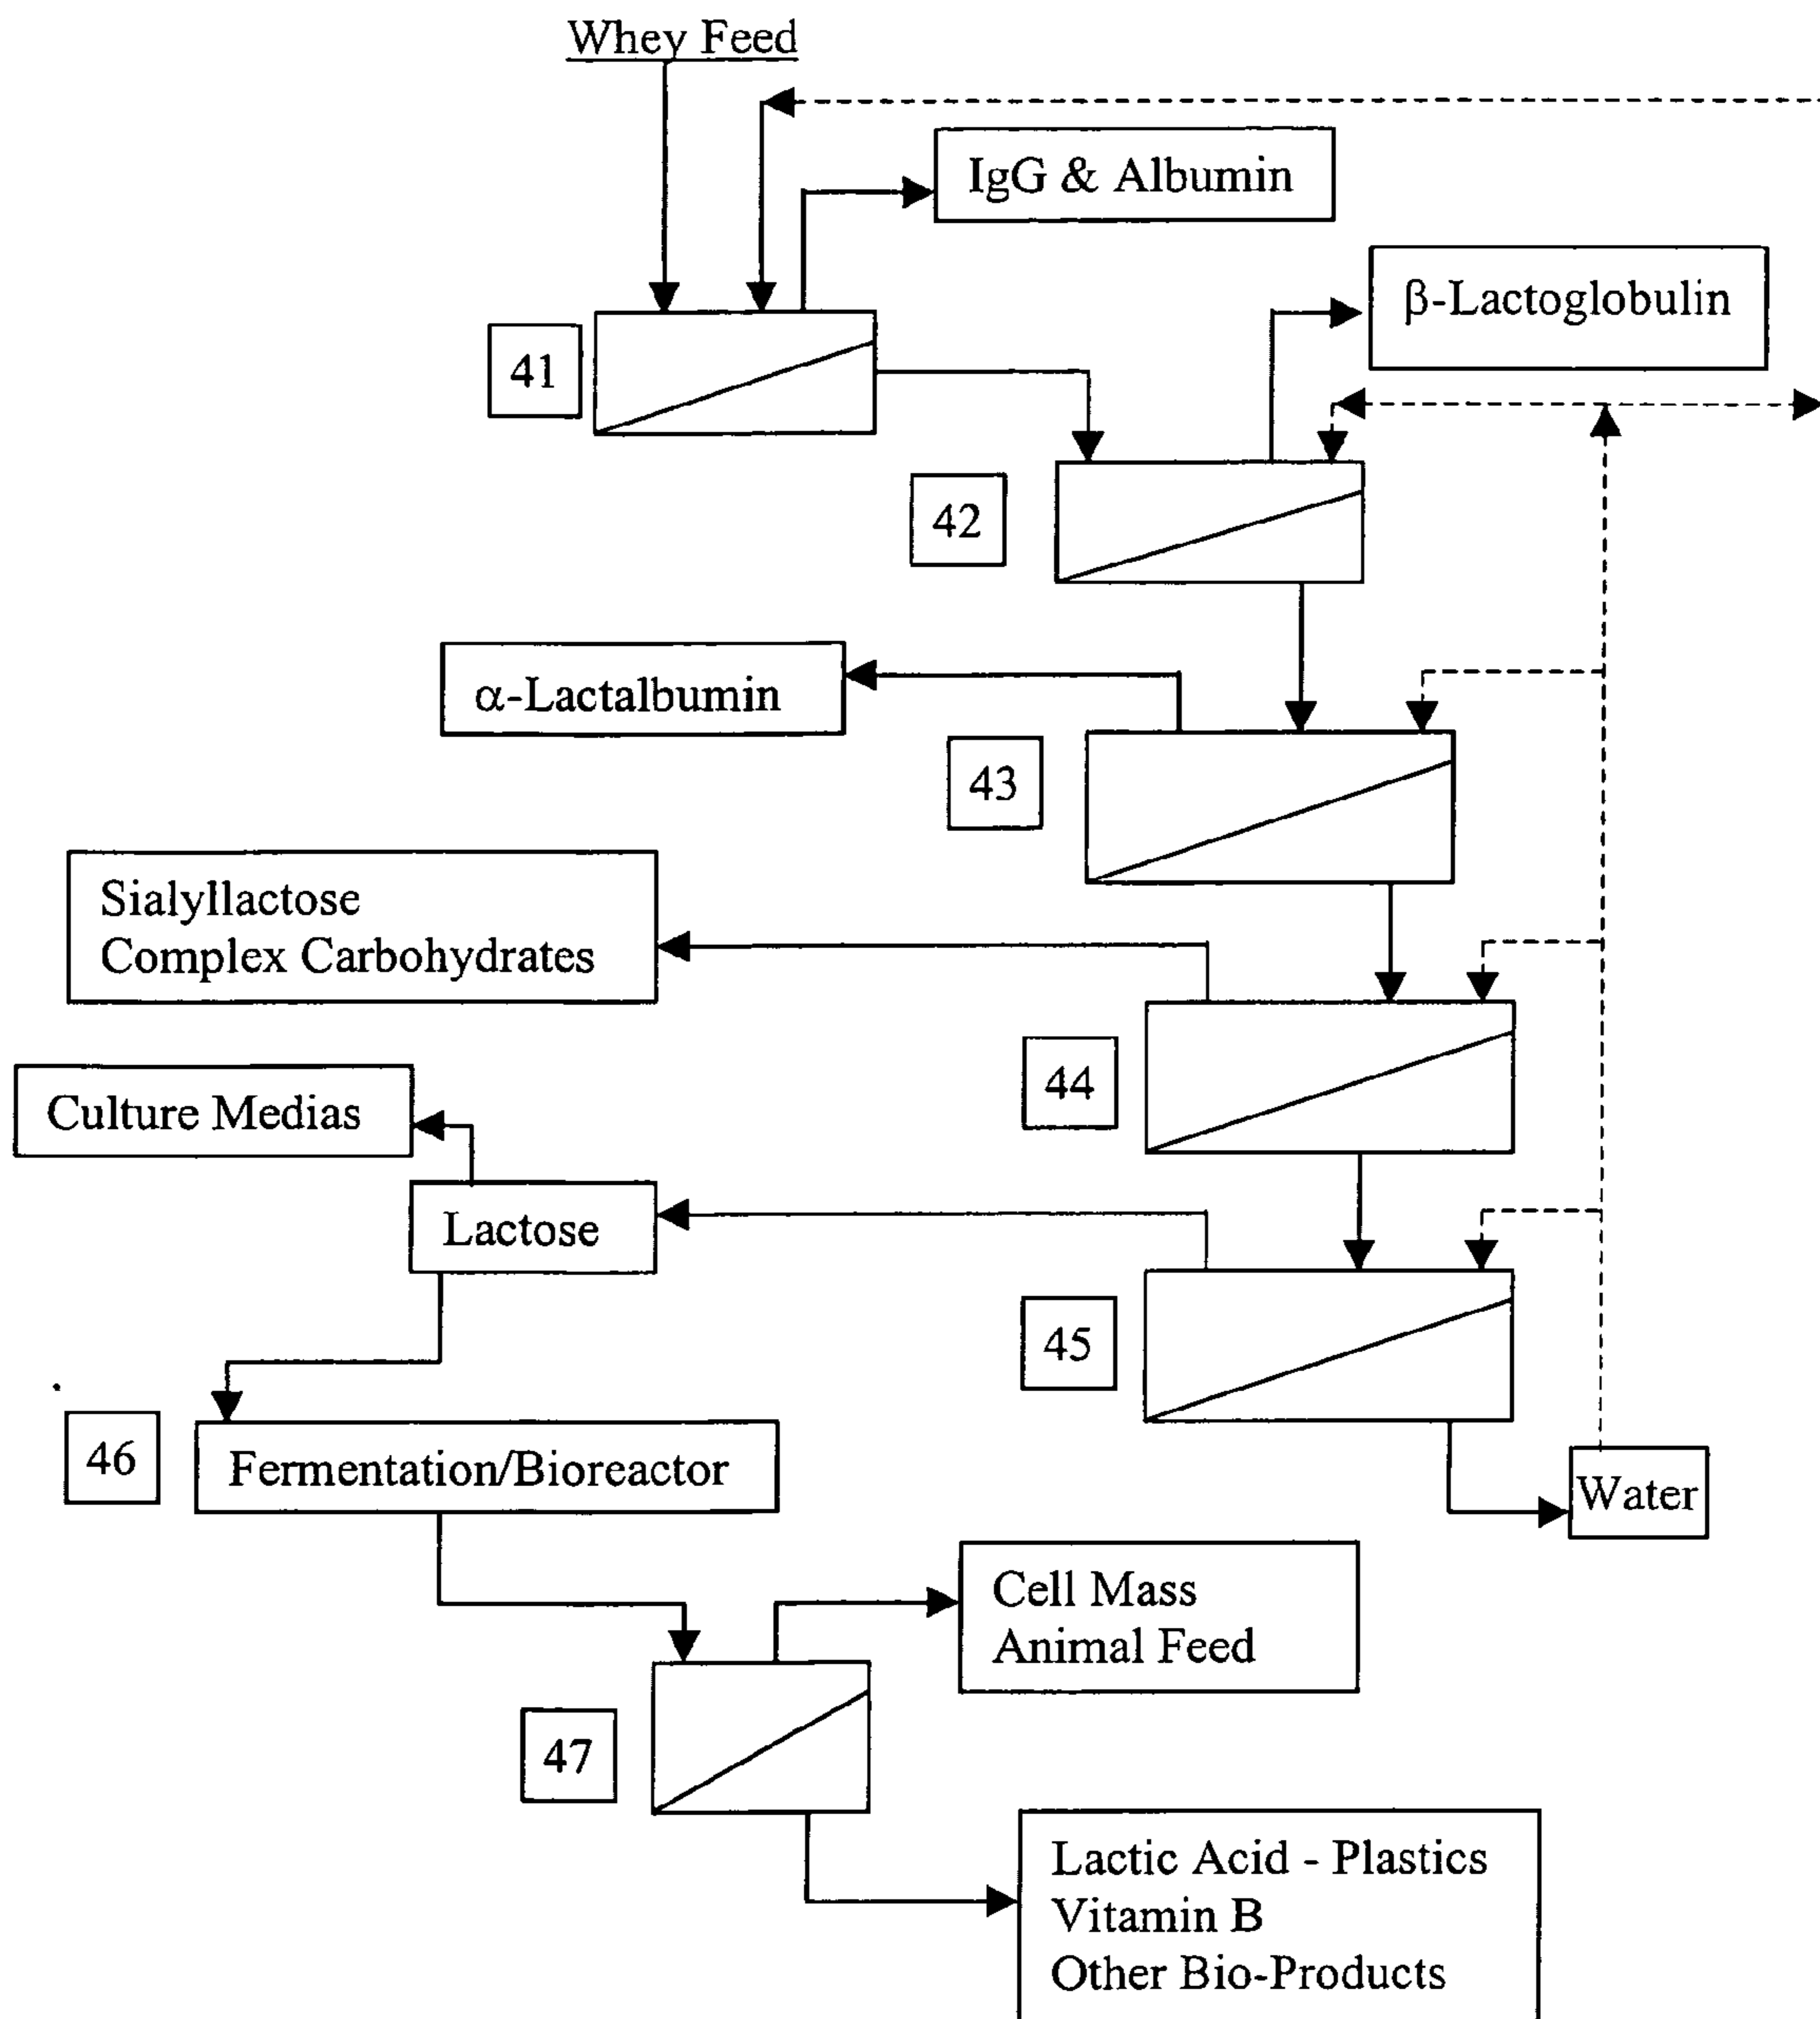 Whey Feed
IgG & Albumin
β-Lactoglobulin
41
42
α-Lactalbumin
43
Sialyllactose
Complex Carbohydrates
44
Culture Medias
Lactose
45
46
Fermentation/Bioreactor
Water
Cell Mass
Animal Feed
47
Lactic Acid - Plastics
Vitamin B
Other Bio-Products